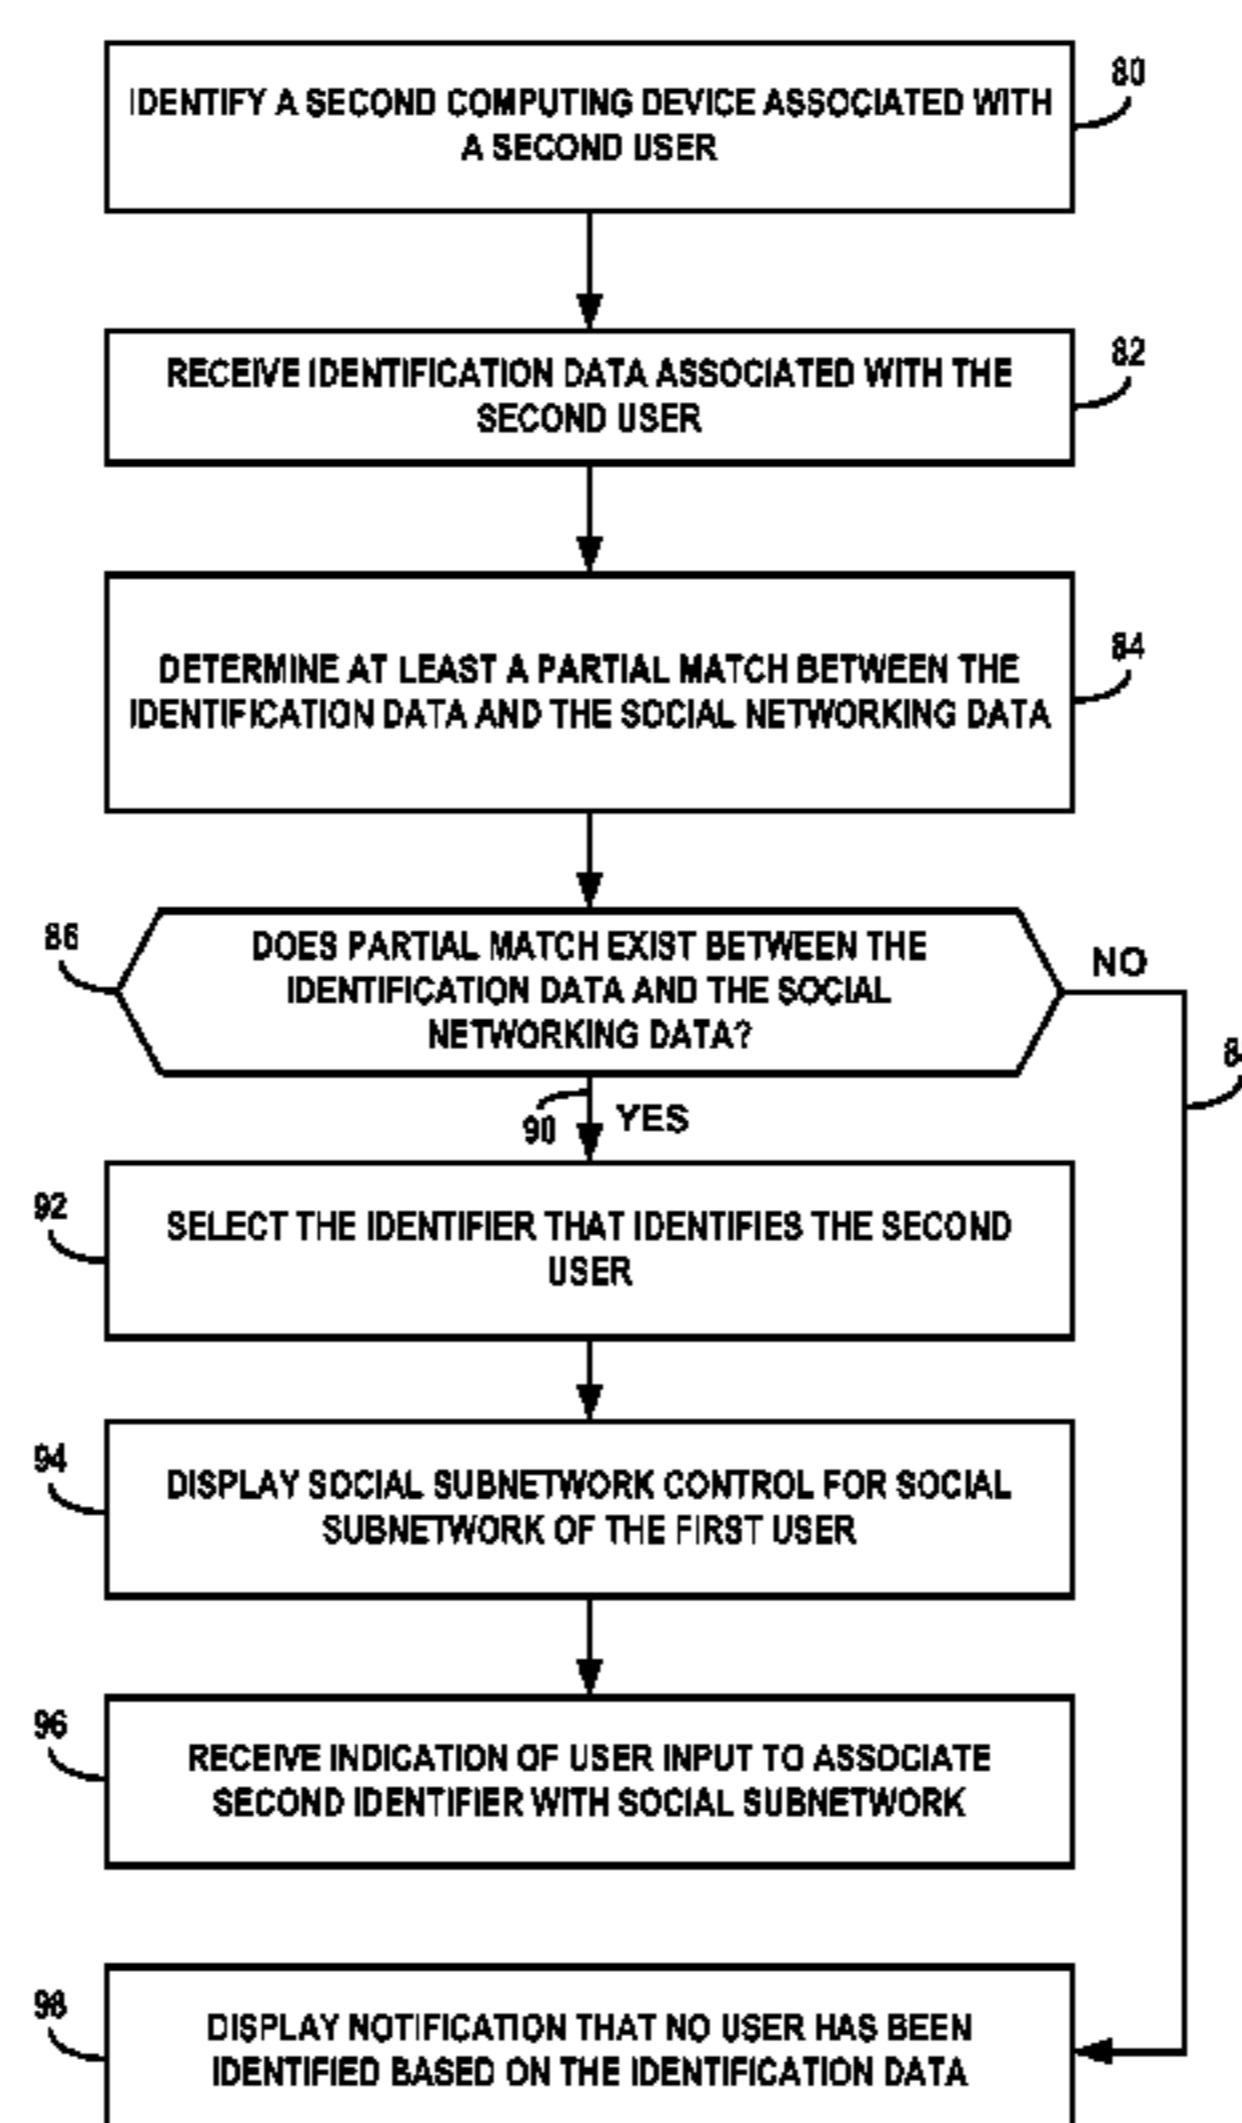 80
IDENTIFY A SECOND COMPUTING DEVICE ASSOCIATED WITH
A SECOND USER
82
RECEIVE IDENTIFICATION DATA ASSOCIATED WITH THE
SECOND USER
84
DETERMINE AT LEAST A PARTIAL MATCH BETWEEN THE
IDENTIFICATION DATA AND THE SOCIAL NETWORKING DATA
86
DOES PARTIAL MATCH EXIST BETWEEN THE
IDENTIFICATION DATA AND THE SOCIAL
NETWORKING DATA?
NO
90
YES
92
SELECT THE IDENTIFIER THAT IDENTIFIES THE SECOND
USER
94
DISPLAY SOCIAL SUBNETWORK CONTROL FOR SOCIAL
SUBNETWORK OF THE FIRST USER
96
RECEIVE INDICATION OF USER INPUT TO ASSOCIATE
SECOND IDENTIFIER WITH SOCIAL SUBNETWORK
98
DISPLAY NOTIFICATION THAT NO USER HAS BEEN
IDENTIFIED BASED ON THE IDENTIFICATION DATA